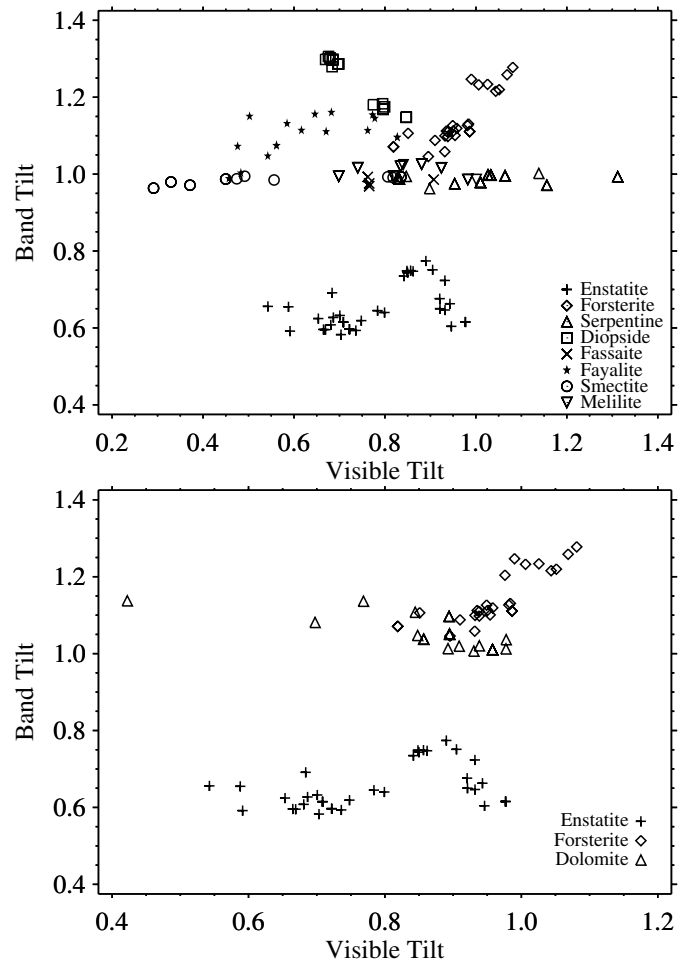 1.4
1.2
1.0
0.8
0.6
0.4
Band Tilt
Enstatite
Forsterite
Serpentine
Diopside
Fassaite
Fayalite
Smectite
Melilite
0.2 0.4 0.6 0.8 1.0 1.2 1.4
Visible Tilt
1.4
1.2
1.0
0.8
0.6
0.4
Band Tilt
Enstatite
Forsterite
Dolomite
0.4 0.6 0.8 1.0 1.2
Visible Tilt